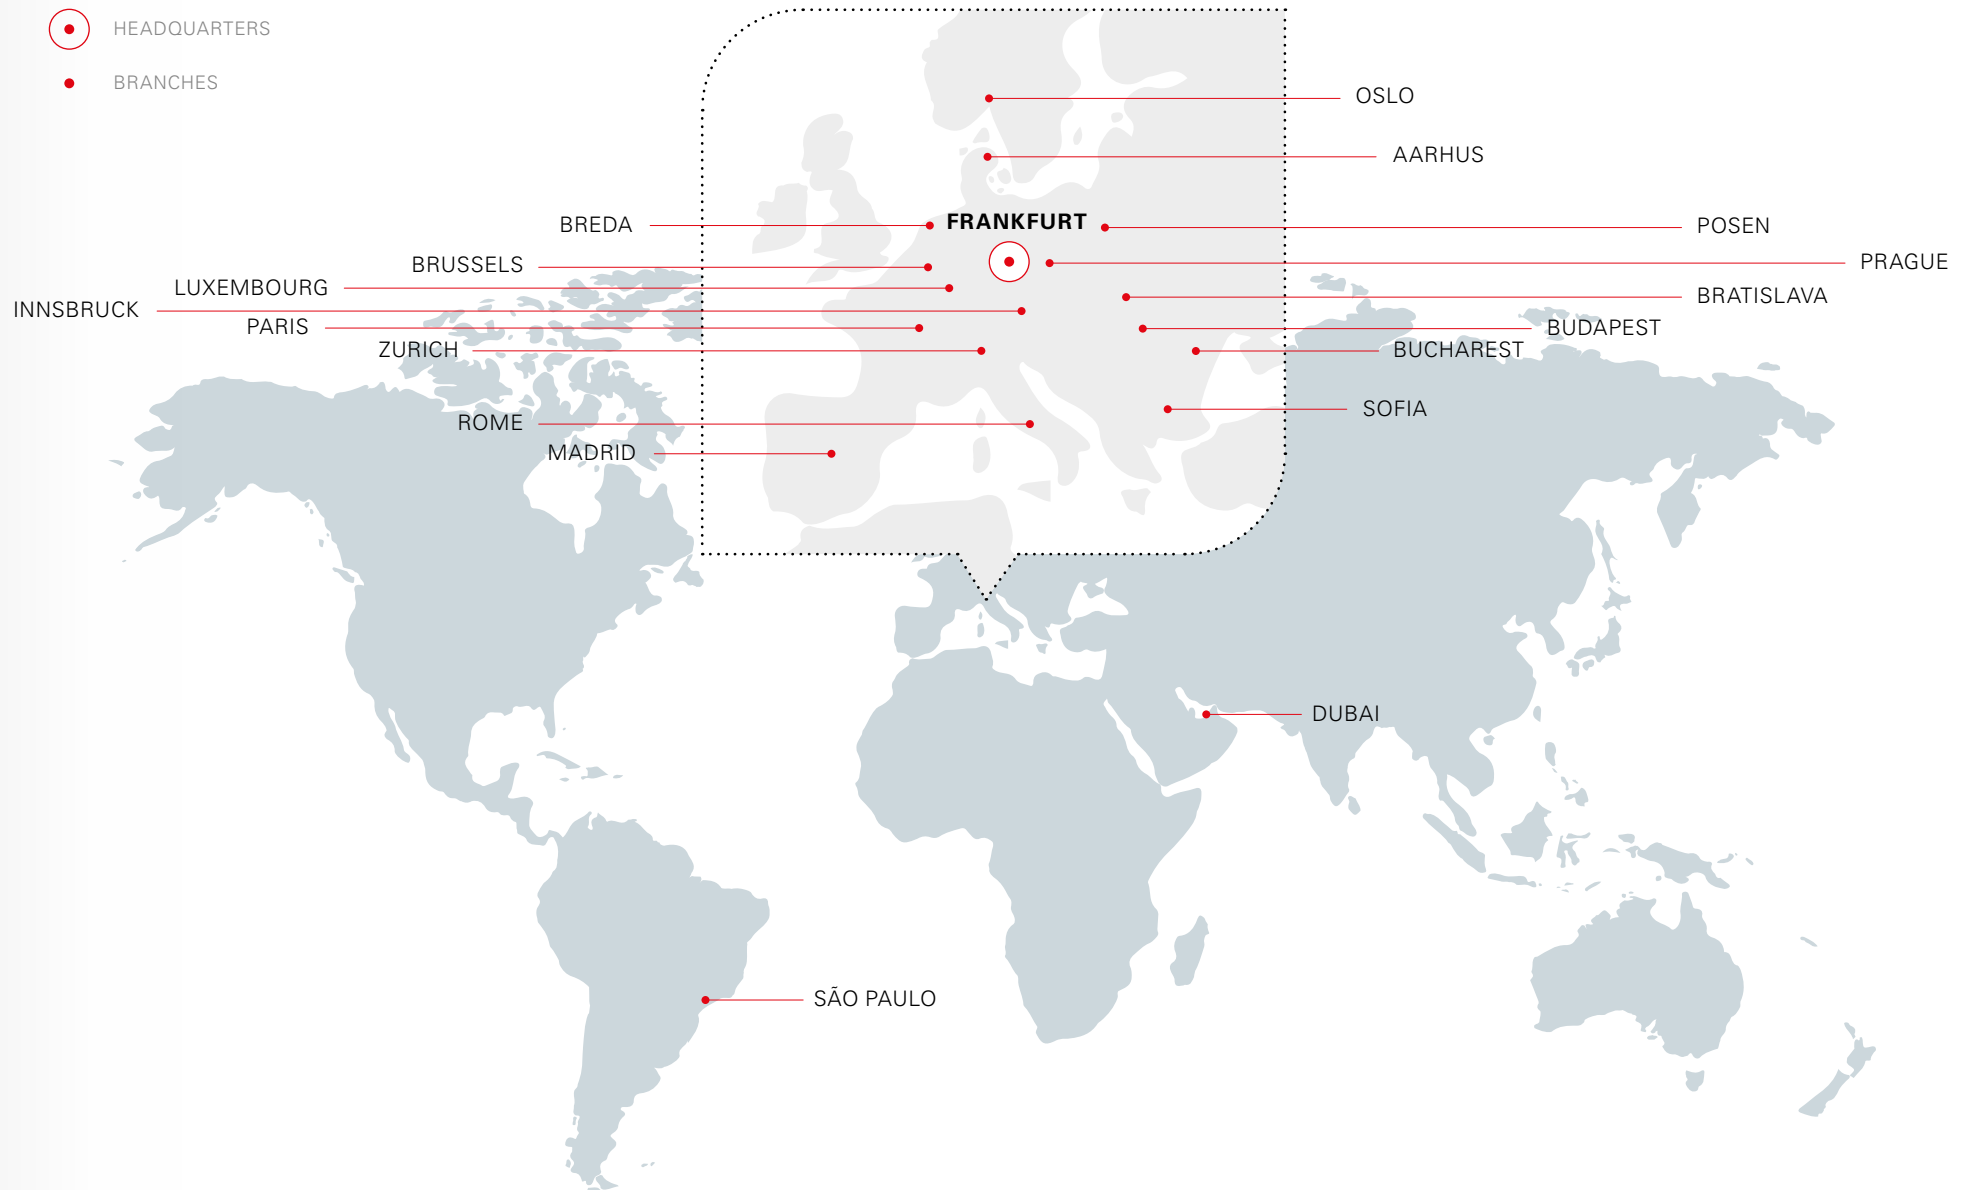 HEADQUARTERS
BRANCHES
OSLO
AARHUS
FRANKFURT
BREDA
POSEN
BRUSSELS
PRAGUE
LUXEMBOURG
BRATISLAVA
INNSBRUCK
PARIS
BUDAPEST
ZURICH
BUCHAREST
SOFIA
ROME
MADRID
DUBAI
SÃO PAULO